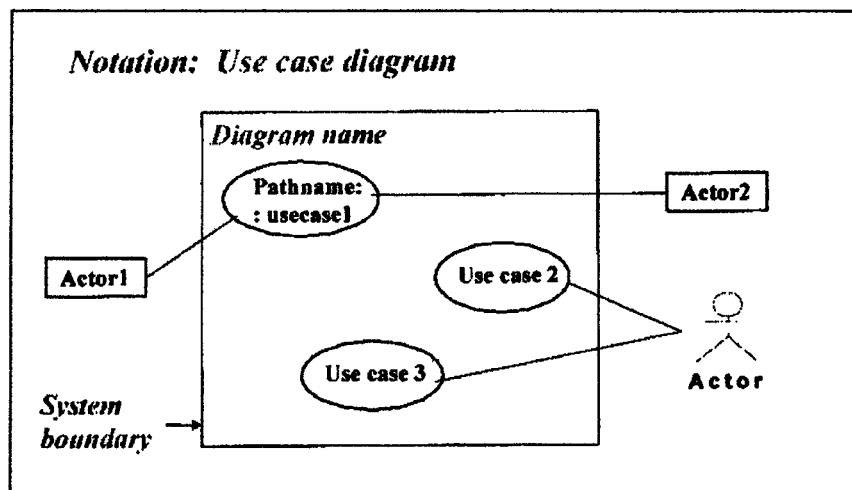 Notation: Use case diagram
Diagram name
Pathname:
: usecase1
Actor2
Actor1
Use case 2
Use case 3
Actor
System
boundary